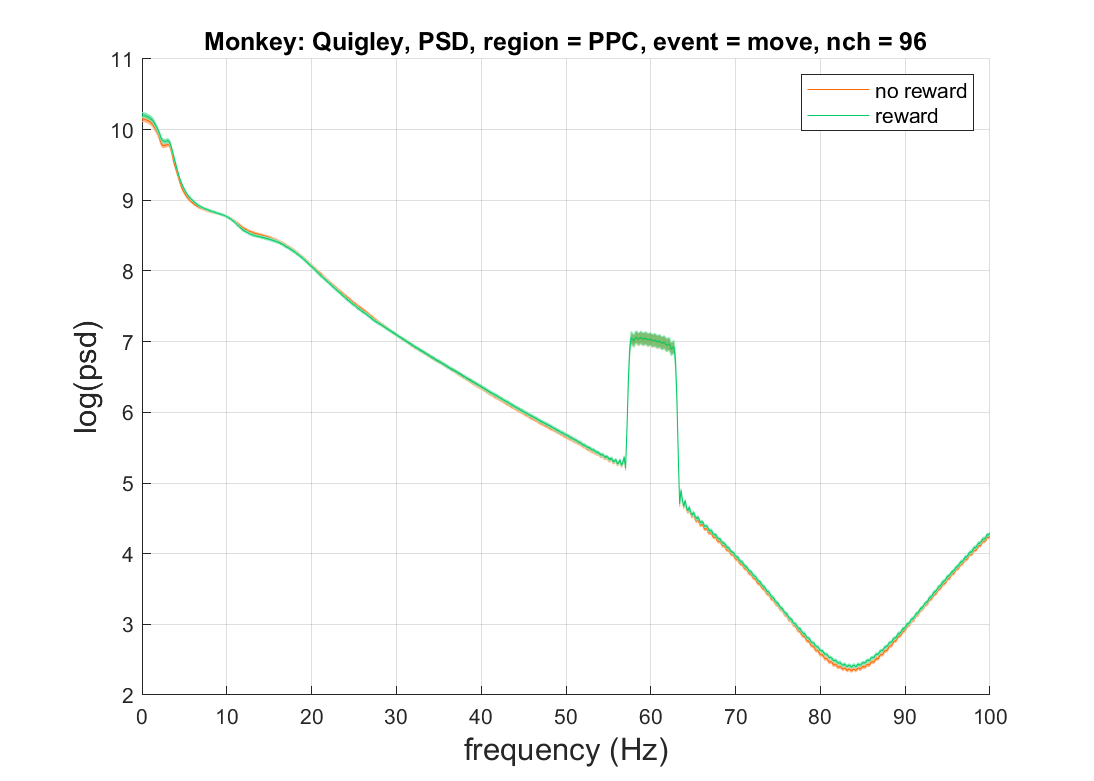 Monkey: Quigley, PSD, region = PPC, event = move, nch = 96
no reward
reward
11
10
9
8
7
6
5
4
3
2
log(psd)
0 10 20 30 40 50 60 70 80 90 100
frequency (Hz)